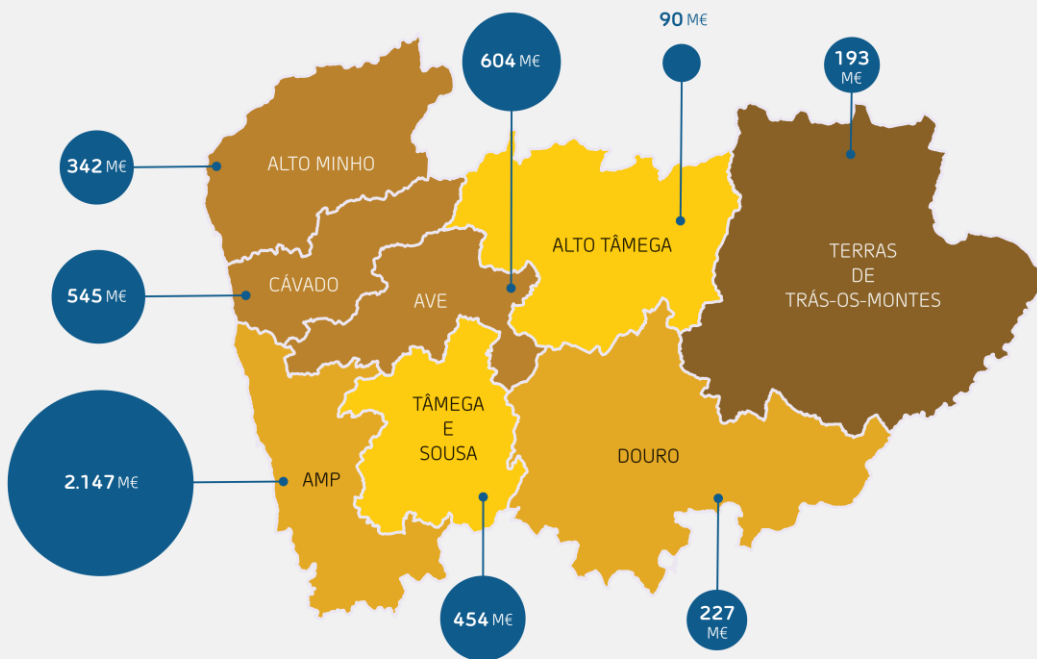 90 M€
604 M€
193
M€
342 M€
ALTO MINHO
ALTO TÂMEGA
TERRAS
DE
TRÁS-OS-MONTES
545 M€
CÁVADO
AVE
TÂMEGA
E
SOUSA
DOURO
2.147 M€
AMP
454 M€
227
M€